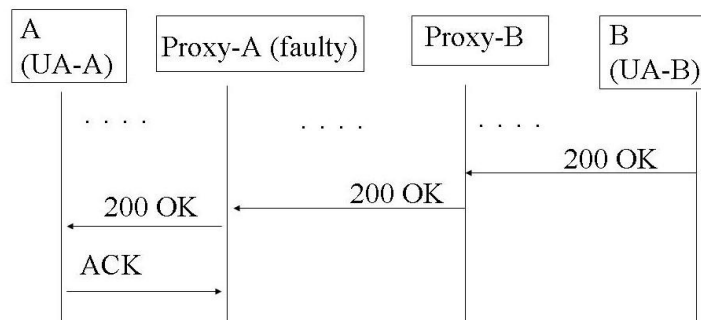 A
(UA-A)
Proxy-A (faulty)
Proxy-B
B
(UA-B)
. . . .
. . . .
. . . .
200 OK
200 OK
200 OK
ACK